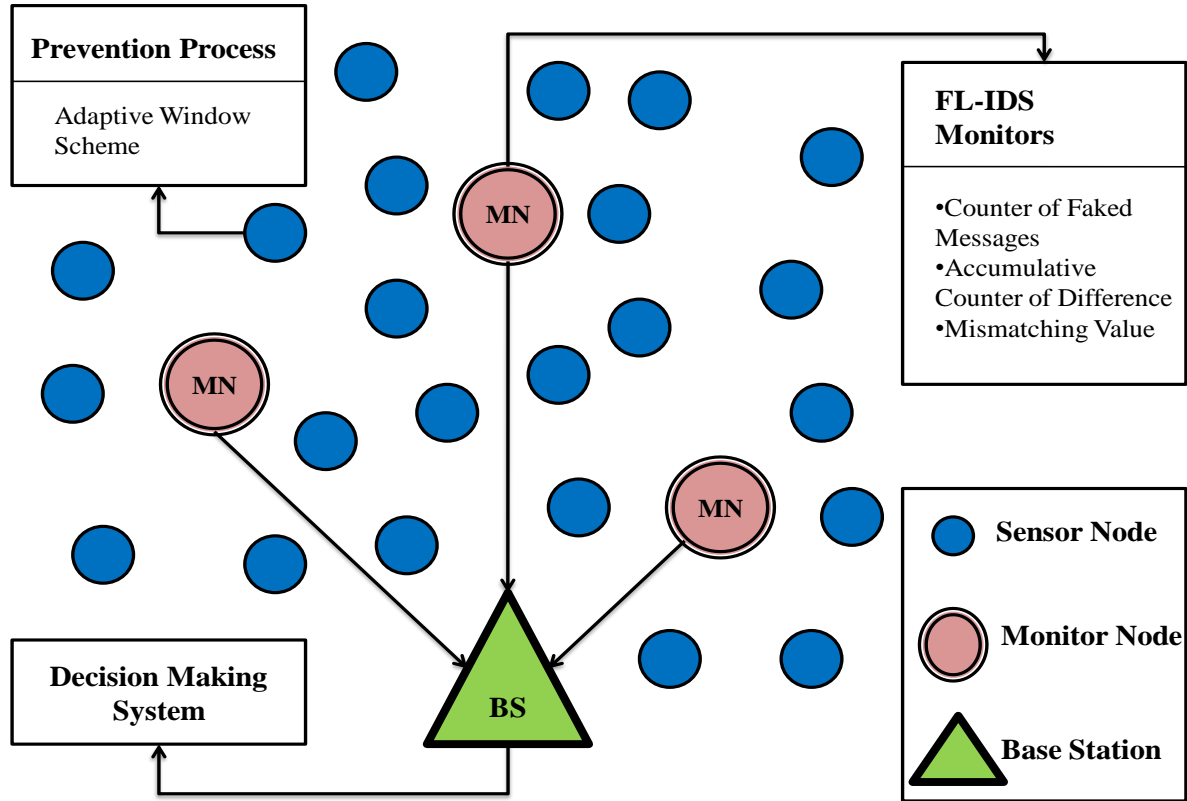 Prevention Process
Adaptive Window
Scheme
FL-IDS
Monitors
•Counter of Faked
Messages
•Accumulative
Counter of Difference
•Mismatching Value
MN
MN
MN
BS
Decision Making
System
Sensor Node
Monitor Node
Base Station